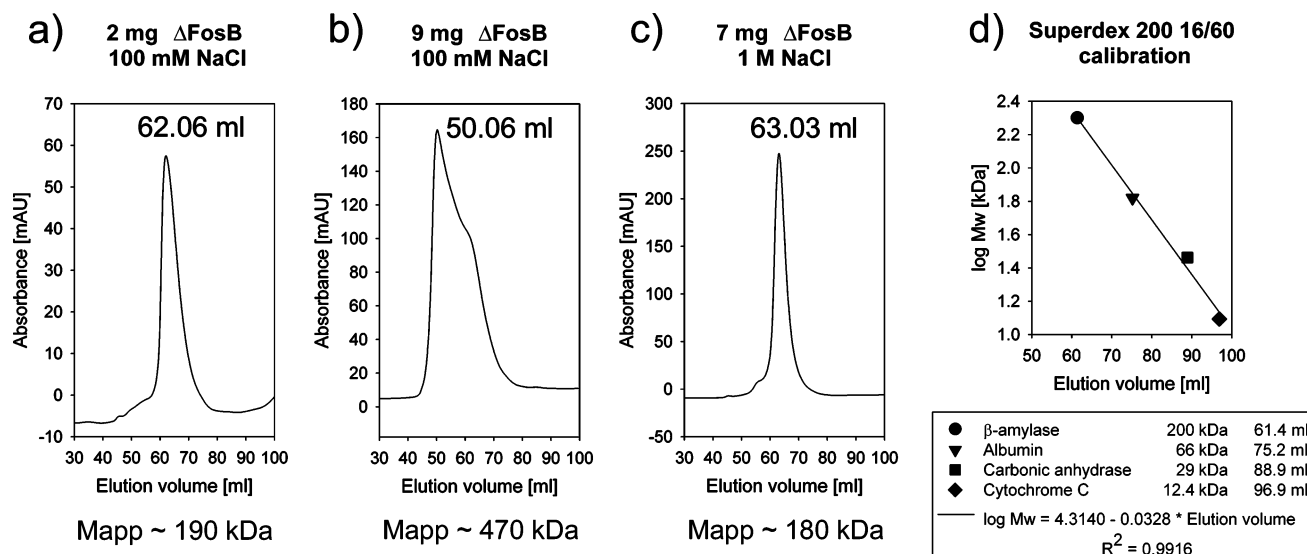 a)
2 mg ΔFosB
100 mM NaCl
62.06 ml
Absorbance [mAU]
70
60
50
40
30
20
10
0
-10
30 40 50 60 70 80 90 100
Elution volume [ml]
Mapp ~ 190 kDa
b)
9 mg ΔFosB
100 mM NaCl
50.06 ml
Absorbance [mAU]
180
160
140
120
100
80
60
40
20
0
30 40 50 60 70 80 90 100
Elution volume [ml]
Mapp ~ 470 kDa
c)
7 mg ΔFosB
1 M NaCl
63.03 ml
Absorbance [mAU]
300
250
200
150
100
50
0
-50
30 40 50 60 70 80 90 100
Elution volume [ml]
Mapp ~ 180 kDa
d)
Superdex 200 16/60
calibration
log Mw [kDa]
2.4
2.2
2.0
1.8
1.6
1.4
1.2
1.0
50 60 70 80 90 100
Elution volume [ml]
β-amylase 200 kDa 61.4 ml
Albumin 66 kDa 75.2 ml
Carbonic anhydrase 29 kDa 88.9 ml
Cytochrome C 12.4 kDa 96.9 ml
log Mw = 4.3140 - 0.0328 * Elution volume
R² = 0.9916